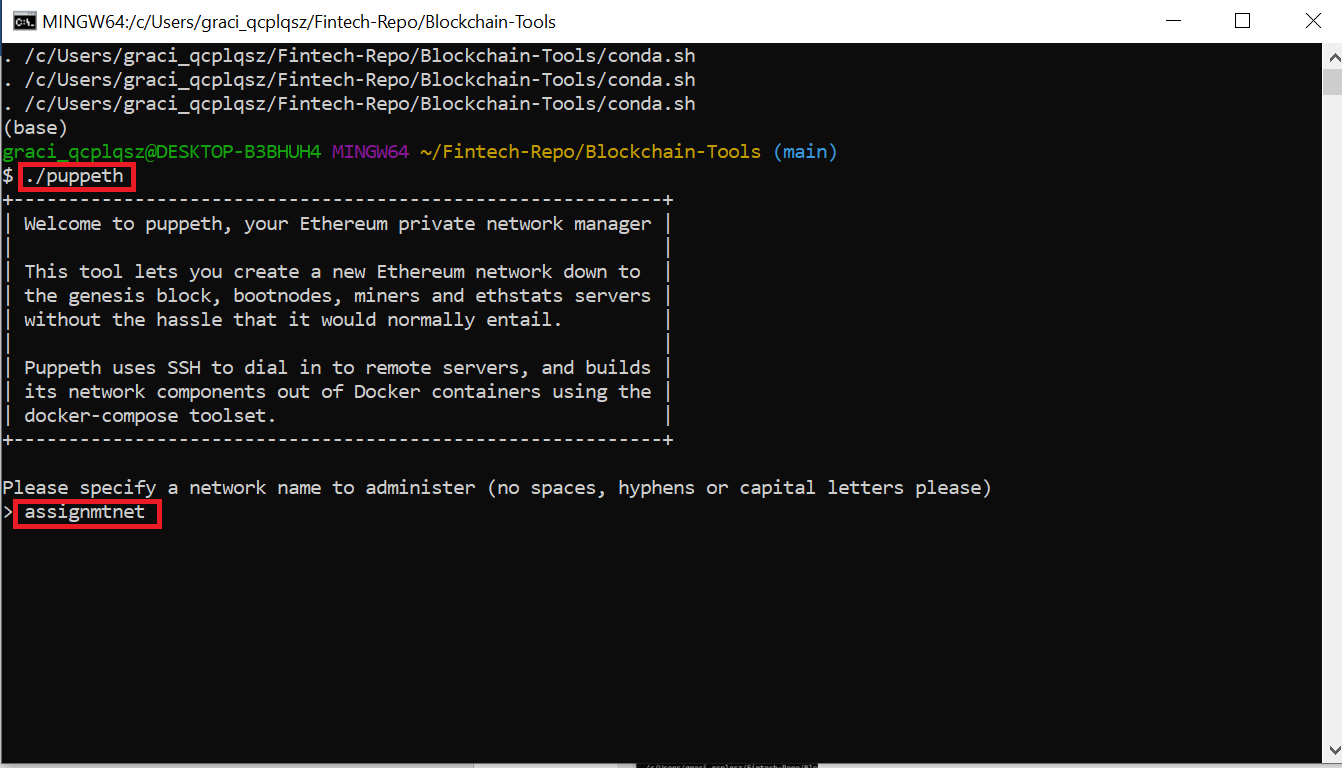 MINGW64:/c/Users/graci_qcplqsz/Fintech-Repo/Blockchain-Tools
. /c/Users/graci_qcplqsz/Fintech-Repo/Blockchain-Tools/conda.sh
. /c/Users/graci_qcplqsz/Fintech-Repo/Blockchain-Tools/conda.sh
. /c/Users/graci_qcplqsz/Fintech-Repo/Blockchain-Tools/conda.sh
(base)
graci_qcplqsz@DESKTOP-B3BHUH4 MINGW64 ~/Fintech-Repo/Blockchain-Tools (main)
$ ./puppeth
+-----------------------------------------------------------+
| Welcome to puppeth, your Ethereum private network manager |
|                                                           |
| This tool lets you create a new Ethereum network down to  |
| the genesis block, bootnodes, miners and ethstats servers |
| without the hassle that it would normally entail.         |
|                                                           |
| Puppeth uses SSH to dial in to remote servers, and builds |
| its network components out of Docker containers using the |
| docker-compose toolset.                                   |
+-----------------------------------------------------------+
Please specify a network name to administer (no spaces, hyphens or capital letters please)
> assignmtnet